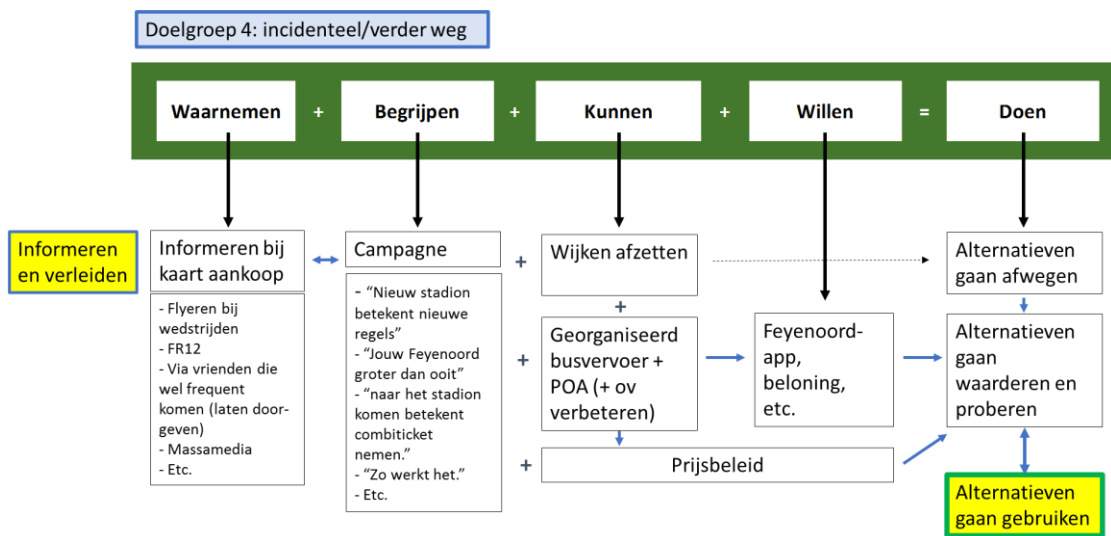 Doelgroep 4: incidenteel/verder weg
Waarnemen + Begrijpen + Kunnen + Willen = Doen
Informeren
en verleiden
Informeren bij
kaart aankoop
- Flyeren bij
wedstrijden
- FR12
- Via vrienden die
wel frequent
komen (laten door-
geven)
- Massamedia
- Etc.
Campagne
- “Nieuw stadion
betekent nieuwe
regels”
- “Jouw Feyenoord
groter dan ooit”
- “naar het stadion
komen betekent
combiticket
nemen.”
- “Zo werkt het.”
- Etc.
+
Wijken afzetten
+
+
Georganiseerd
busvervoer +
POA (+ ov
verbeteren)
Feyenoord-
app,
beloning,
etc.
+
Prijsbeleid
Alternatieven
gaan afwegen
Alternatieven
gaan
waarderen en
proberen
Alternatieven
gaan gebruiken